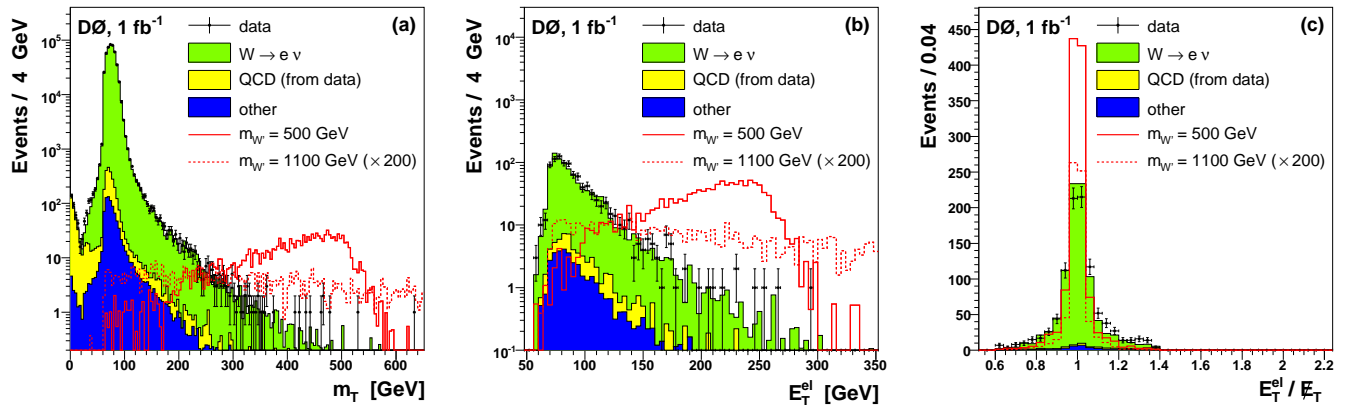 DØ, 1 fb⁻¹
(a)
data
W → e ν
QCD (from data)
other
m_W' = 500 GeV
m_W' = 1100 GeV (×200)
Events / 4 GeV
10⁵
10⁴
10³
10²
10
1
0 100 200 300 400 500 600
m_T [GeV]
DØ, 1 fb⁻¹
(b)
data
W → e ν
QCD (from data)
other
m_W' = 500 GeV
m_W' = 1100 GeV (×200)
Events / 4 GeV
10⁴
10³
10²
10
1
10⁻¹
50 100 150 200 250 300 350
E_T^el [GeV]
DØ, 1 fb⁻¹
(c)
data
W → e ν
QCD (from data)
other
m_W' = 500 GeV
m_W' = 1100 GeV (×200)
Events / 0.04
450
400
350
300
250
200
150
100
50
0
0.6 0.8 1 1.2 1.4 1.6 1.8 2 2.2
E_T^el / E̸_T